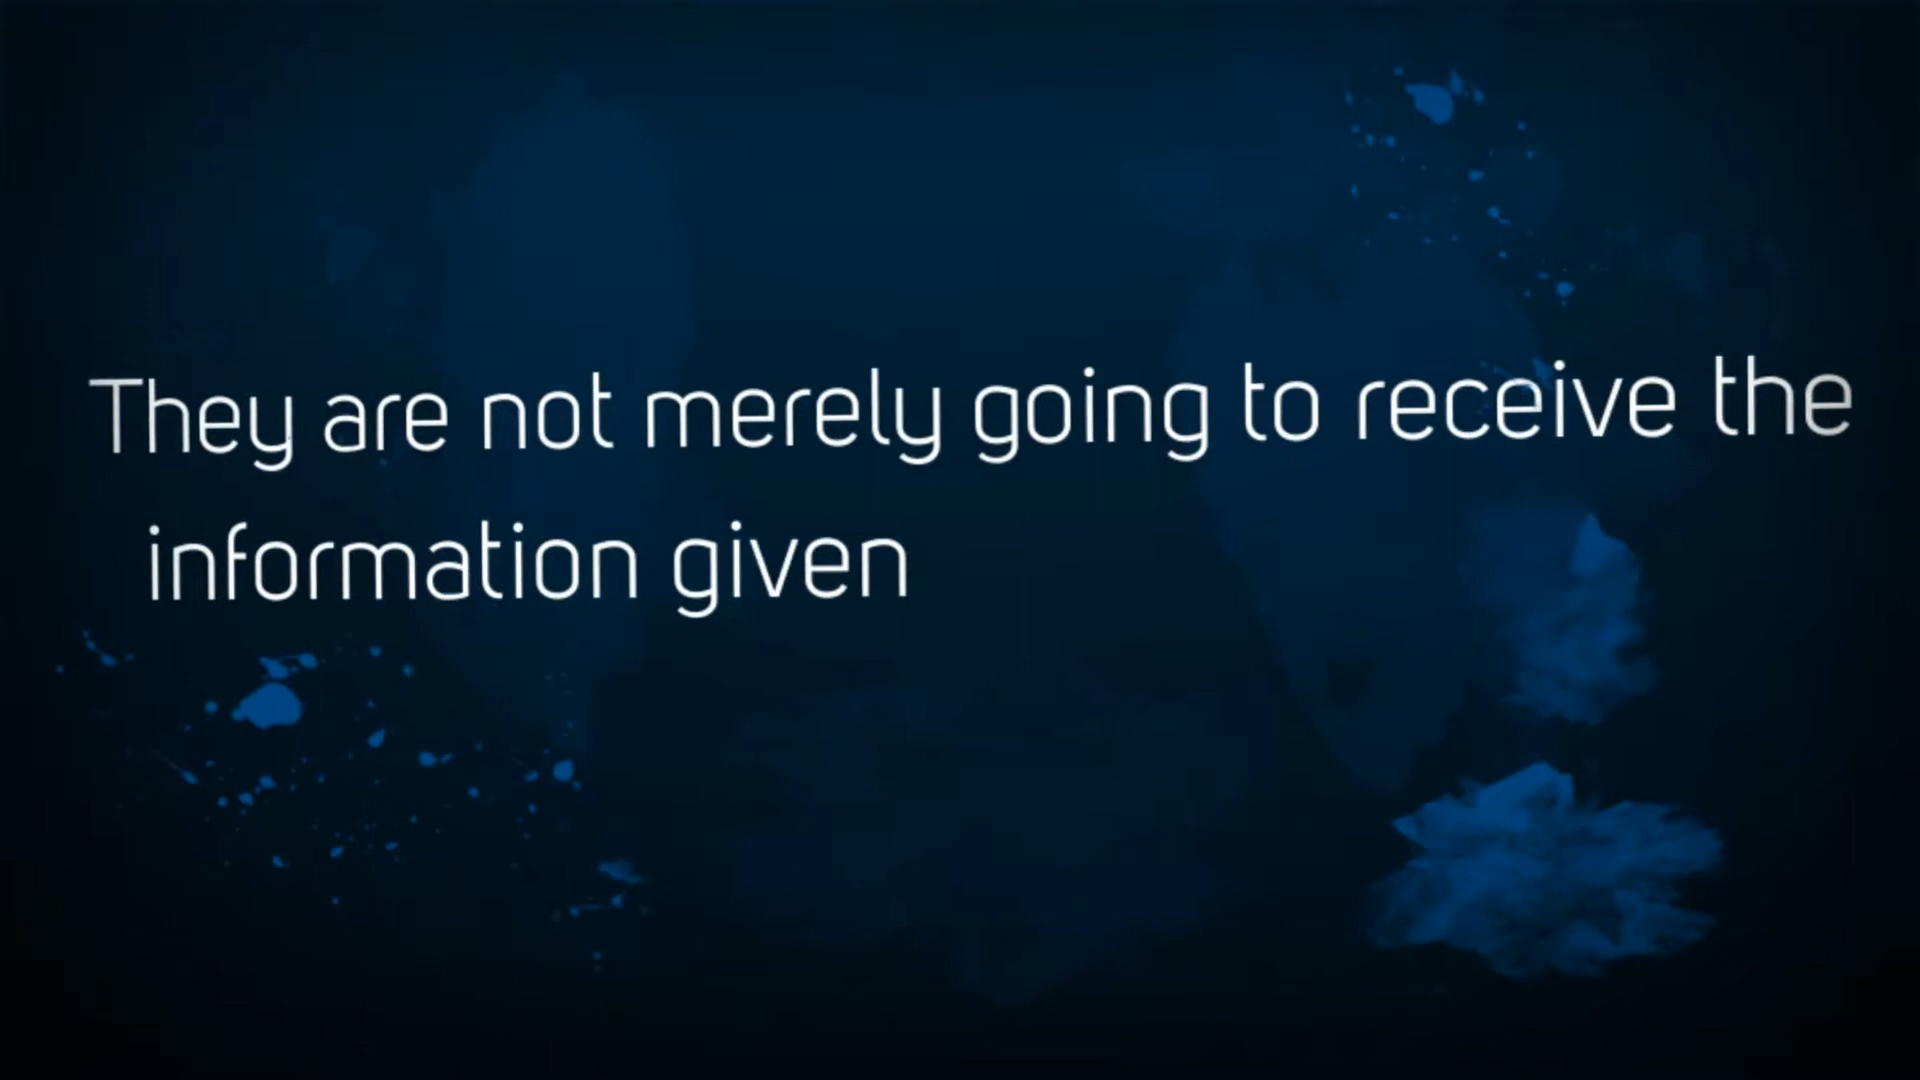 They are not merely going to receive the
information given